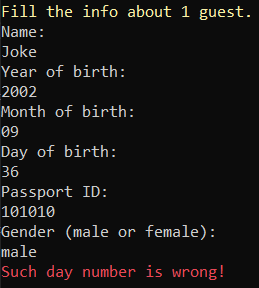 Fill the info about 1 guest.
Name:
Joke
Year of birth:
2002
Month of birth:
09
Day of birth:
36
Passport ID:
101010
Gender (male or female):
male
Such day number is wrong!